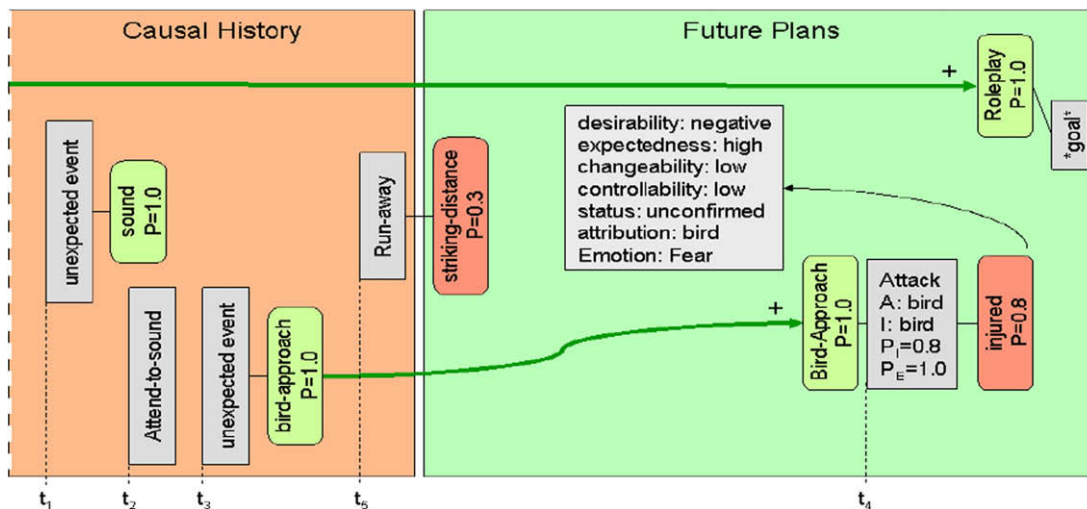 Causal History
Future Plans
+
Roleplay
P=1.0
*goal*
desirability: negative
expectedness: high
changeability: low
controllability: low
status: unconfirmed
attribution: bird
Emotion: Fear
unexpected event
sound
P=1.0
Run-away
striking-distance
P=0.3
Attend-to-sound
unexpected event
bird-approach
P=1.0
+
Bird-Approach
P=1.0
Attack
A: bird
I: bird
P_I=0.8
P_E=1.0
injured
P=0.8
t₁
t₂
t₃
t₅
t₄